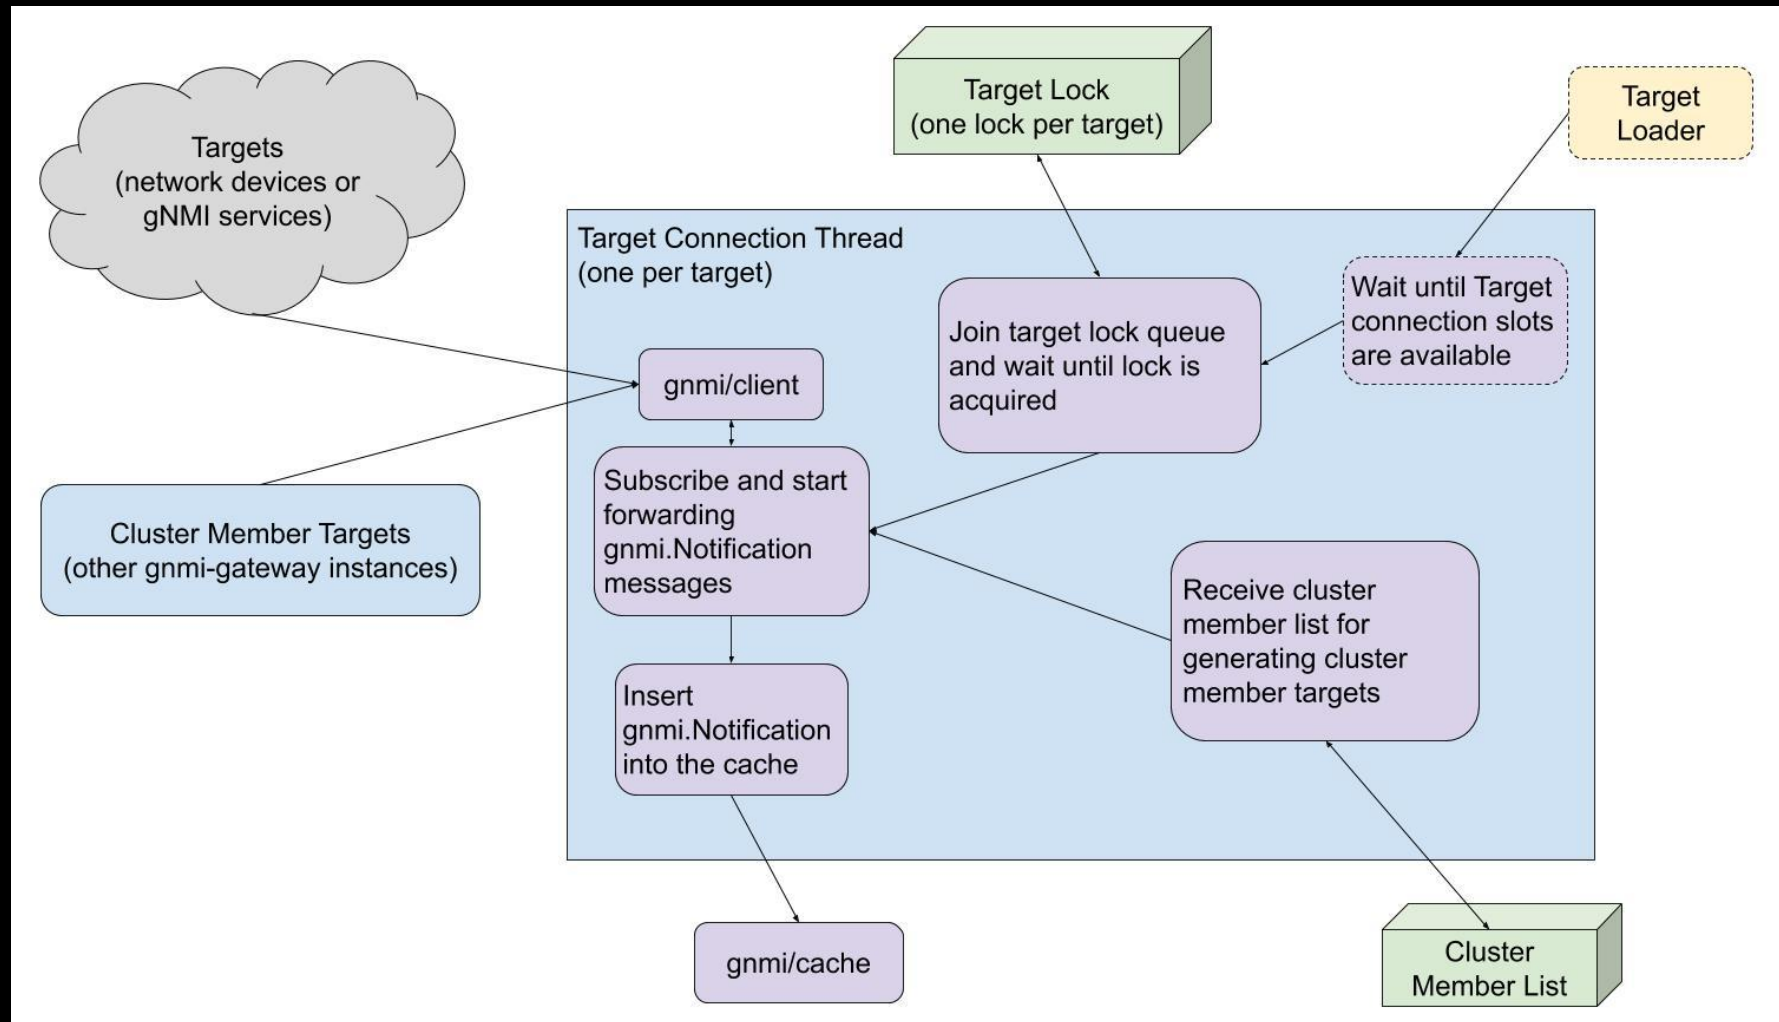 Targets
(network devices or
gNMI services)
Target Lock
(one lock per target)
Target
Loader
Target Connection Thread
(one per target)
Wait until Target
connection slots
are available
Join target lock queue
and wait until lock is
acquired
gnmi/client
Subscribe and start
forwarding
gnmi.Notification
messages
Cluster Member Targets
(other gnmi-gateway instances)
Receive cluster
member list for
generating cluster
member targets
Insert
gnmi.Notification
into the cache
gnmi/cache
Cluster
Member List